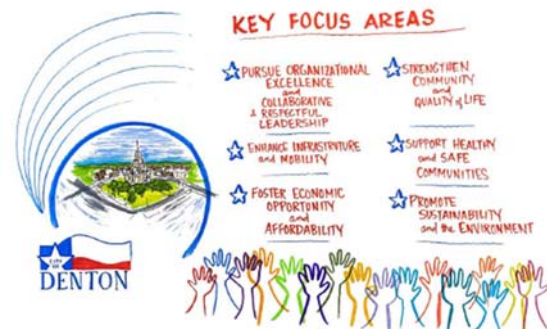 KEY FOCUS AREAS
PURSUE ORGANIZATIONAL
EXCELLENCE
and
COLLABORATIVE
& RESPECTFUL
LEADERSHIP
ENHANCE INFRASTRUCTURE
and MOBILITY
FOSTER ECONOMIC
OPPORTUNITY
and
AFFORDABILITY
STRENGTHEN
COMMUNITY
and
QUALITY of LIFE
SUPPORT HEALTHY
and SAFE
COMMUNITIES
PROMOTE
SUSTAINABILITY
and the ENVIRONMENT
CITY
OF
DENTON